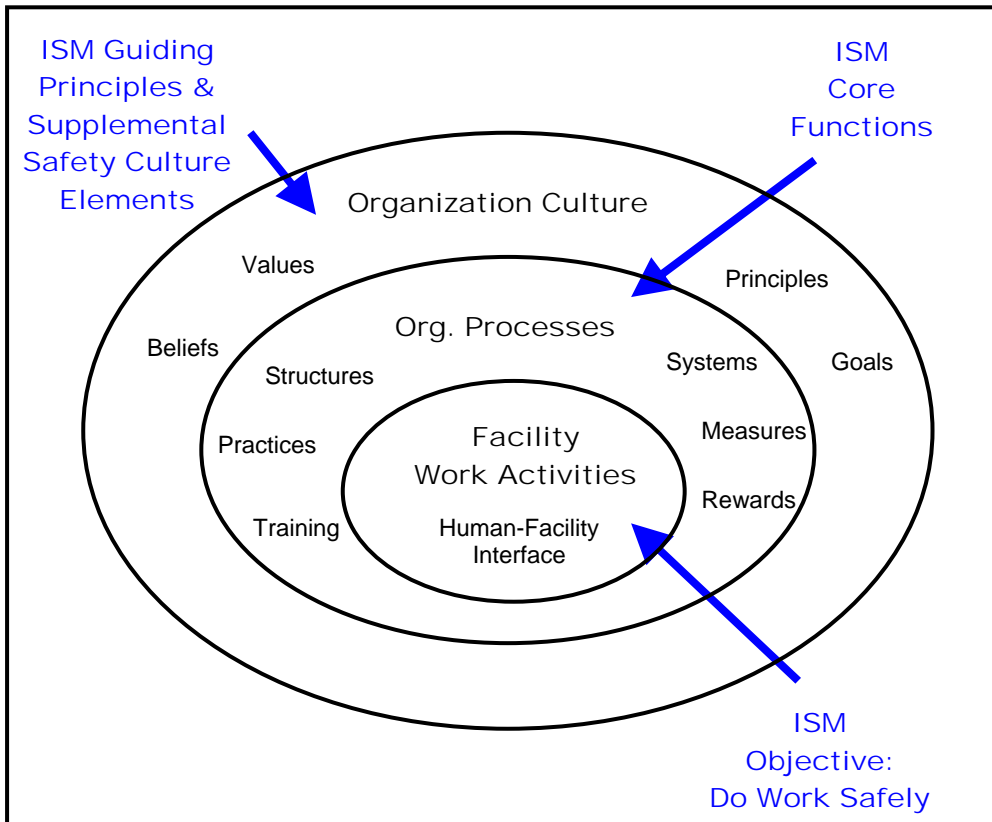 ISM Guiding
Principles &
Supplemental
Safety Culture
Elements
ISM
Core
Functions
Organization Culture
Values
Principles
Beliefs
Goals
Org. Processes
Structures
Systems
Practices
Measures
Training
Rewards
Facility
Work Activities
Human-Facility
Interface
ISM
Objective:
Do Work Safely